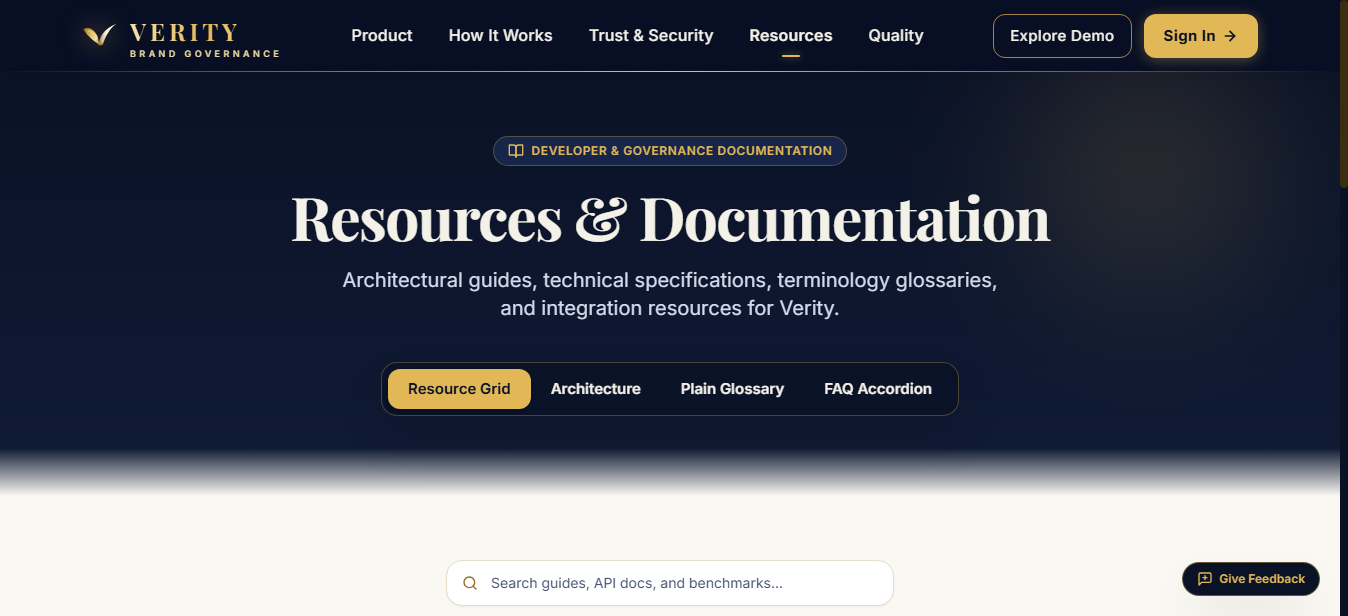 VERITY
BRAND GOVERNANCE
Product
How It Works
Trust & Security
Resources
Quality
Explore Demo
Sign In →
DEVELOPER & GOVERNANCE DOCUMENTATION
Resources & Documentation
Architectural guides, technical specifications, terminology glossaries,
and integration resources for Verity.
Resource Grid
Architecture
Plain Glossary
FAQ Accordion
Search guides, API docs, and benchmarks...
Give Feedback